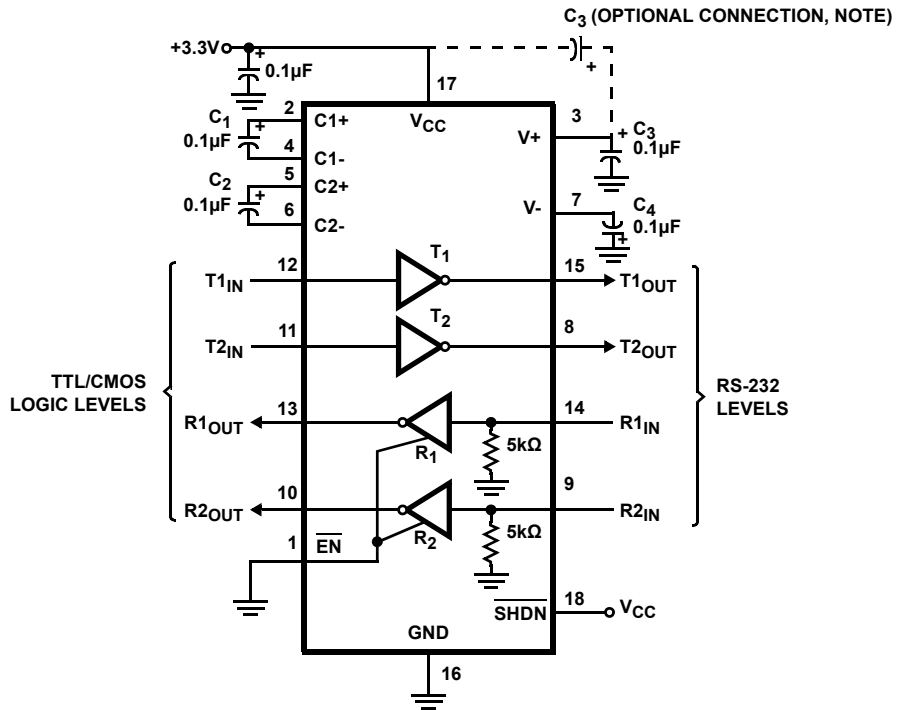 C3 (OPTIONAL CONNECTION, NOTE)
+3.3V
+
0.1µF
+
17
2
C1+
VCC
3
V+
C1
0.1µF
+
4
C1-
+
C3
0.1µF
5
C2+
C2
0.1µF
+
6
C2-
7
V-
C4
0.1µF
+
T1IN
12
T1
15
T1OUT
T2IN
11
T2
8
T2OUT
TTL/CMOS
LOGIC LEVELS
RS-232
LEVELS
R1OUT
13
R1
5kΩ
14
R1IN
R2OUT
10
R2
5kΩ
9
R2IN
1
EN
SHDN
18
VCC
GND
16